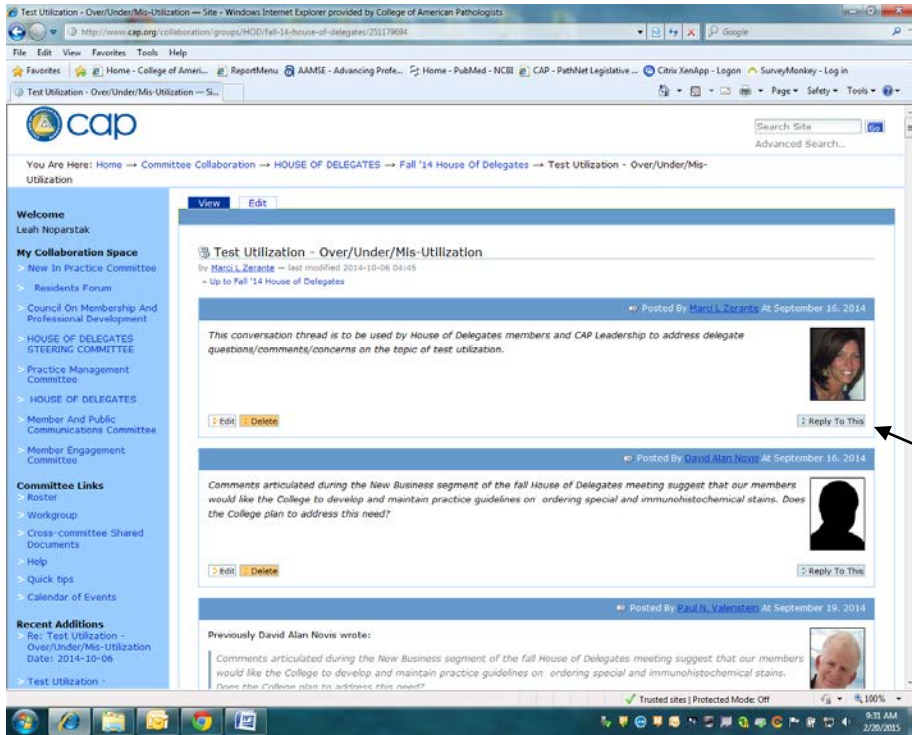 Test Utilization - Over/Under/Mis-Utilization — Site - Windows Internet Explorer provided by College of American Pathologists
http://www.cap.org/collaboration/groups/HOD/fall-14-house-of-delegates/251179694
Google
File Edit View Favorites Tools Help
Favorites Home - College of Ameri... ReportMenu AAMSE - Advancing Profe... Home - PubMed - NCBI CAP - PathNet Legislative ... Citrix XenApp - Logon SurveyMonkey - Log in
Test Utilization - Over/Under/Mis-Utilization — Si...
Page Safety Tools
cap
Search Site Go
Advanced Search...
You Are Here: Home → Committee Collaboration → HOUSE OF DELEGATES → Fall '14 House Of Delegates → Test Utilization - Over/Under/Mis-
Utilization
Welcome
Leah Noparstak
My Collaboration Space
New In Practice Committee
Residents Forum
Council On Membership And
Professional Development
HOUSE OF DELEGATES
STEERING COMMITTEE
Practice Management
Committee
HOUSE OF DELEGATES
Member And Public
Communications Committee
Member Engagement
Committee
Committee Links
Roster
Workgroup
Cross-committee Shared
Documents
Help
Quick tips
Calendar of Events
Recent Additions
Re: Test Utilization -
Over/Under/Mis-Utilization
Date: 2014-10-06
Test Utilization -
View Edit
Test Utilization - Over/Under/Mis-Utilization
by Marci L Zerante — last modified 2014-10-06 04:45
Up to Fall '14 House of Delegates
Posted By Marci L Zerante At September 16. 2014
This conversation thread is to be used by House of Delegates members and CAP Leadership to address delegate
questions/comments/concerns on the topic of test utilization.
Edit Delete Reply To This
Posted By David Alan Novis At September 16. 2014
Comments articulated during the New Business segment of the fall House of Delegates meeting suggest that our members
would like the College to develop and maintain practice guidelines on ordering special and immunohistochemical stains. Does
the College plan to address this need?
Edit Delete Reply To This
Posted By Paul N. Valenstein At September 19. 2014
Previously David Alan Novis wrote:
Comments articulated during the New Business segment of the fall House of Delegates meeting suggest that our members
would like the College to develop and maintain practice guidelines on ordering special and immunohistochemical stains.
Does the College plan to address this need?
Trusted sites | Protected Mode: Off 100%
9:31 AM
2/20/2015